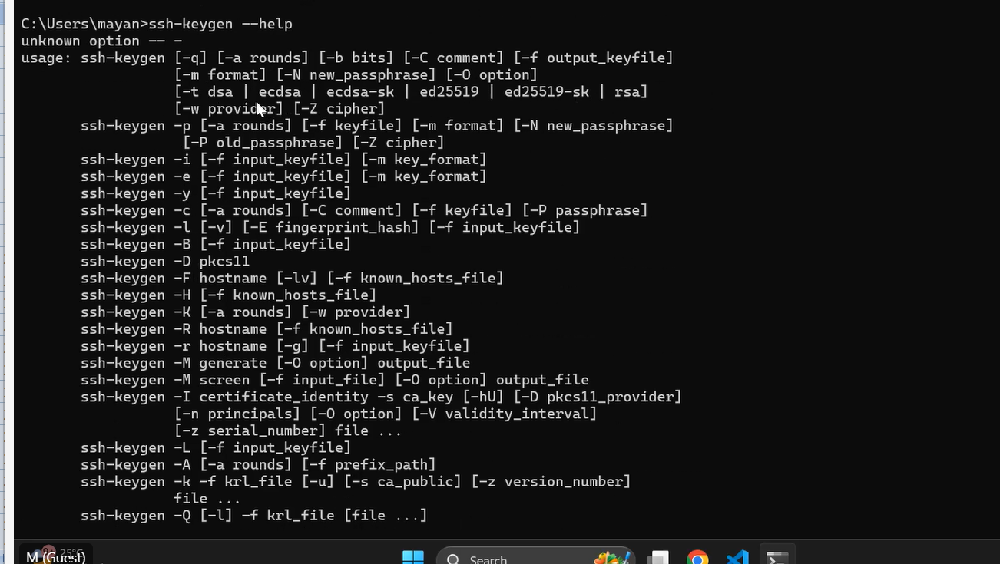 C:\Users\mayan>ssh-keygen --help
unknown option -- -
usage: ssh-keygen [-q] [-a rounds] [-b bits] [-C comment] [-f output_keyfile]
[-m format] [-N new_passphrase] [-O option]
[-t dsa | ecdsa | ecdsa-sk | ed25519 | ed25519-sk | rsa]
[-w provider] [-Z cipher]
ssh-keygen -p [-a rounds] [-f keyfile] [-m format] [-N new_passphrase]
[-P old_passphrase] [-Z cipher]
ssh-keygen -i [-f input_keyfile] [-m key_format]
ssh-keygen -e [-f input_keyfile] [-m key_format]
ssh-keygen -y [-f input_keyfile]
ssh-keygen -c [-a rounds] [-C comment] [-f keyfile] [-P passphrase]
ssh-keygen -l [-v] [-E fingerprint_hash] [-f input_keyfile]
ssh-keygen -B [-f input_keyfile]
ssh-keygen -D pkcs11
ssh-keygen -F hostname [-lv] [-f known_hosts_file]
ssh-keygen -H [-f known_hosts_file]
ssh-keygen -K [-a rounds] [-w provider]
ssh-keygen -R hostname [-f known_hosts_file]
ssh-keygen -r hostname [-g] [-f input_keyfile]
ssh-keygen -M generate [-O option] output_file
ssh-keygen -M screen [-f input_file] [-O option] output_file
ssh-keygen -I certificate_identity -s ca_key [-hU] [-D pkcs11_provider]
[-n principals] [-O option] [-V validity_interval]
[-z serial_number] file ...
ssh-keygen -L [-f input_keyfile]
ssh-keygen -A [-a rounds] [-f prefix_path]
ssh-keygen -k -f krl_file [-u] [-s ca_public] [-z version_number]
file ...
ssh-keygen -Q [-l] -f krl_file [file ...]
25°C
M (Guest)
Search